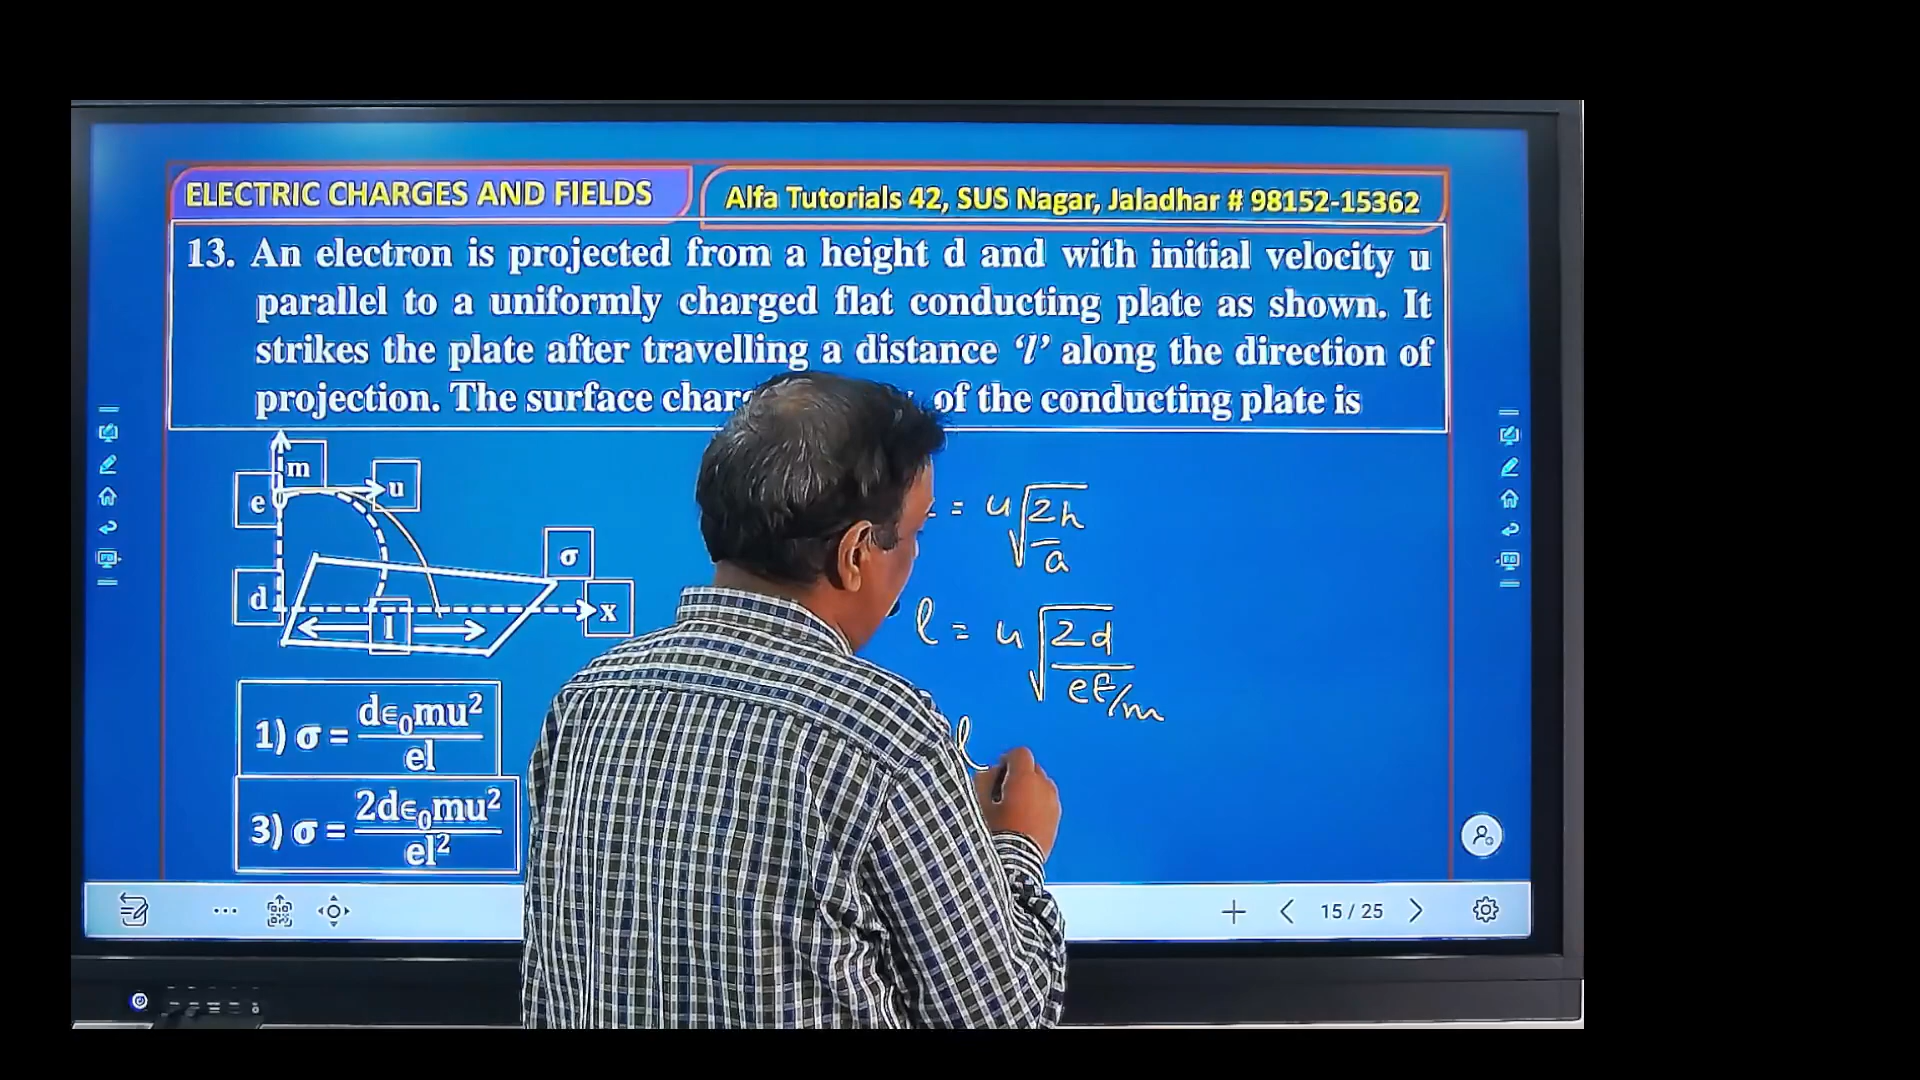 ELECTRIC CHARGES AND FIELDS
Alfa Tutorials 42, SUS Nagar, Jaladhar # 98152-15362
13. An electron is projected from a height d and with initial velocity u
parallel to a uniformly charged flat conducting plate as shown. It
strikes the plate after travelling a distance ‘l’ along the direction of
projection. The surface of the conducting plate is
m
e
u
σ
d
l
x
= u√(2h/a)
l = u√(2d/(eE/m))
l
1) σ = dϵ₀mu²/el
3) σ = 2dϵ₀mu²/el²
15 / 25